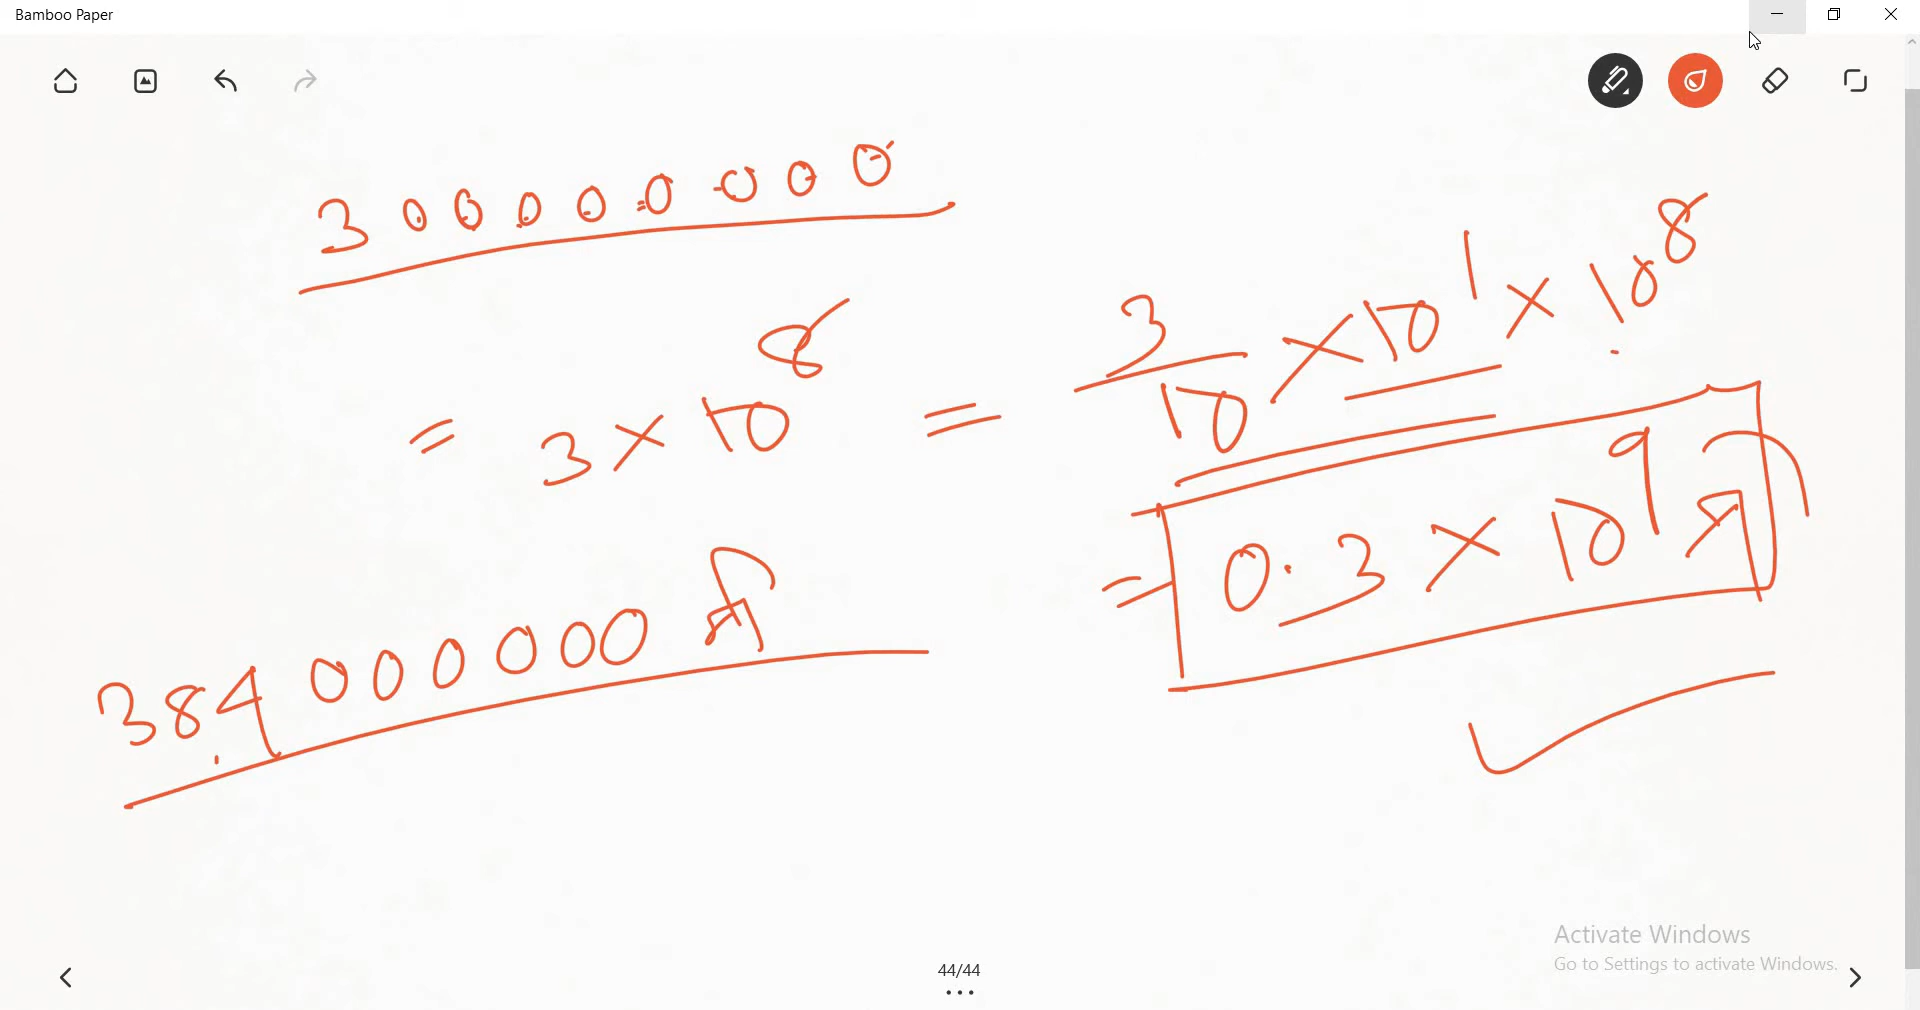 Bamboo Paper
300000000
= 3 × 10⁸ = 3/10 × 10¹ × 10⁸
= 0.3 × 10⁹ মি
384000000 মি
Activate Windows
Go to Settings to activate Windows.
44/44